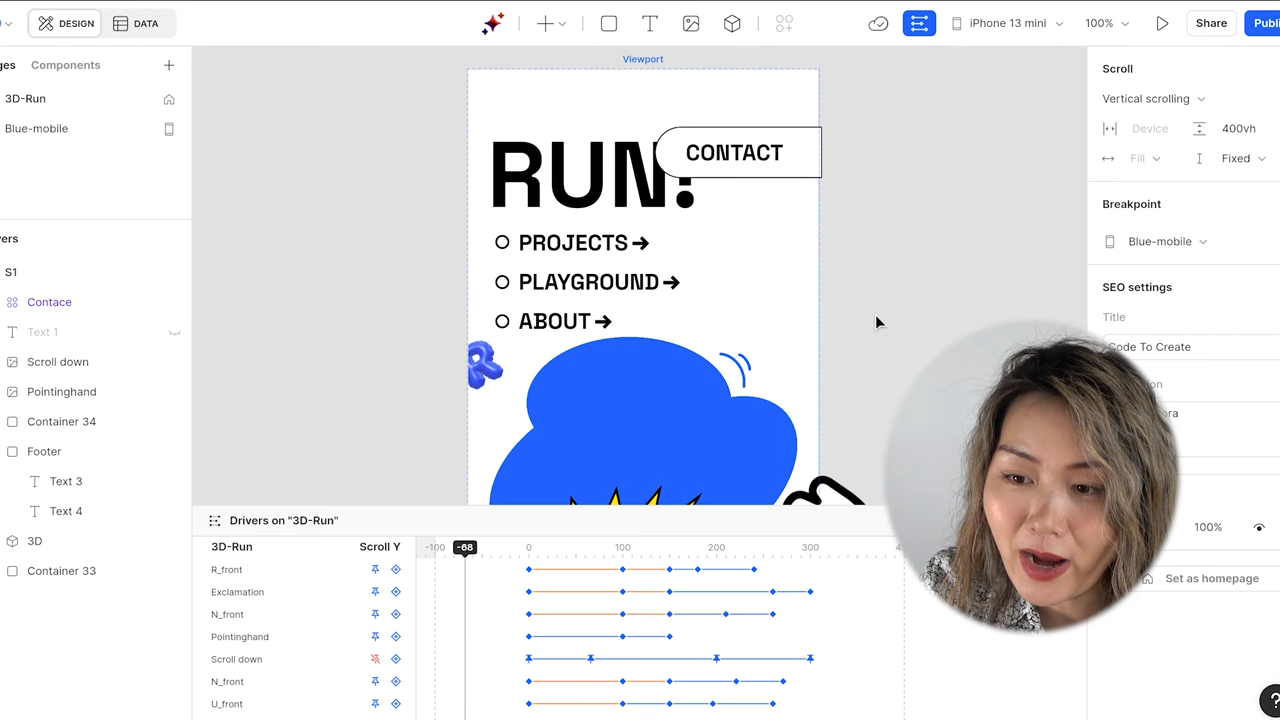 DESIGN DATA iPhone 13 mini 100% Share Publi
ges Components
3D-Run
Blue-mobile
vers
S1
Contace
Text 1
Scroll down
Pointinghand
Container 34
Footer
Text 3
Text 4
3D
Container 33
Viewport
RUN!
CONTACT
PROJECTS →
PLAYGROUND →
ABOUT →
R
Scroll
Vertical scrolling
Device 400vh
Fill Fixed
Breakpoint
Blue-mobile
SEO settings
Title
Code To Create
ion
ora
100%
Set as homepage
?
Drivers on "3D-Run"
3D-Run Scroll Y -100 -68 0 100 200 300
R_front
Exclamation
N_front
Pointinghand
Scroll down
N_front
U_front